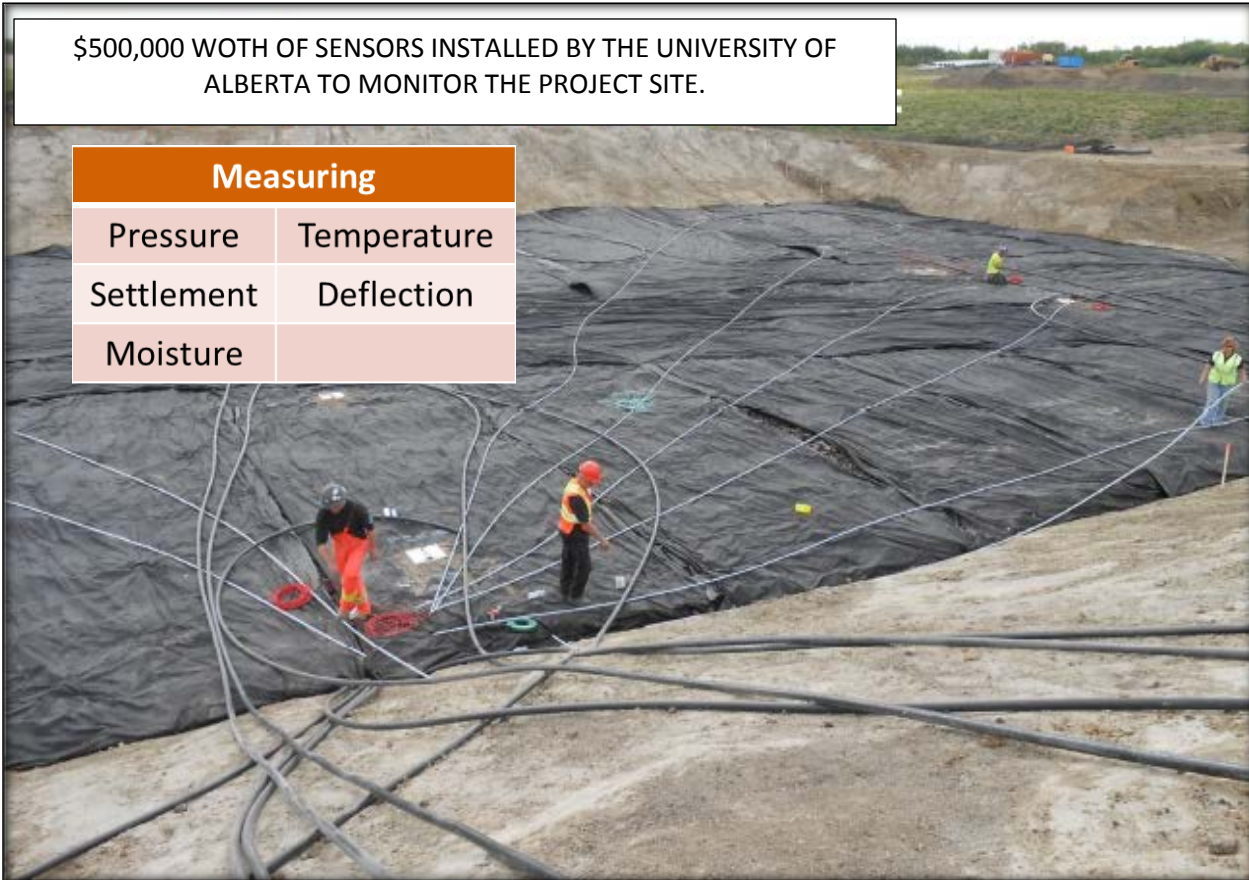 $500,000 WOTH OF SENSORS INSTALLED BY THE UNIVERSITY OF
ALBERTA TO MONITOR THE PROJECT SITE.
Measuring
Pressure Temperature
Settlement Deflection
Moisture